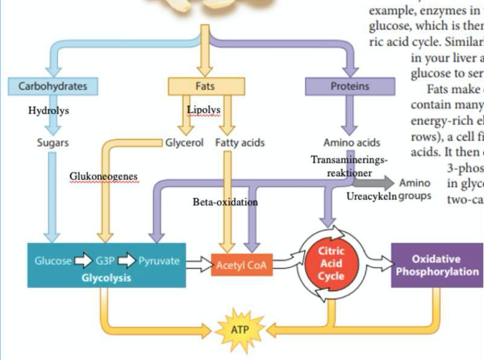 example, enzymes in
glucose, which is ther
ric acid cycle. Similar
in your liver a
glucose to ser
Fats make
contain many
energy-rich el
rows), a cell fi
acids. It then
3-phos
in glyc
two-ca
Carbohydrates
Fats
Proteins
Hydrolys
Lipolys
Sugars
Glycerol
Fatty acids
Amino acids
Transaminerings-
reaktioner
Glukoneogenes
Beta-oxidation
Ureacykeln
Amino
groups
Glucose
G3P
Pyruvate
Glycolysis
Acetyl CoA
Citric
Acid
Cycle
Oxidative
Phosphorylation
ATP